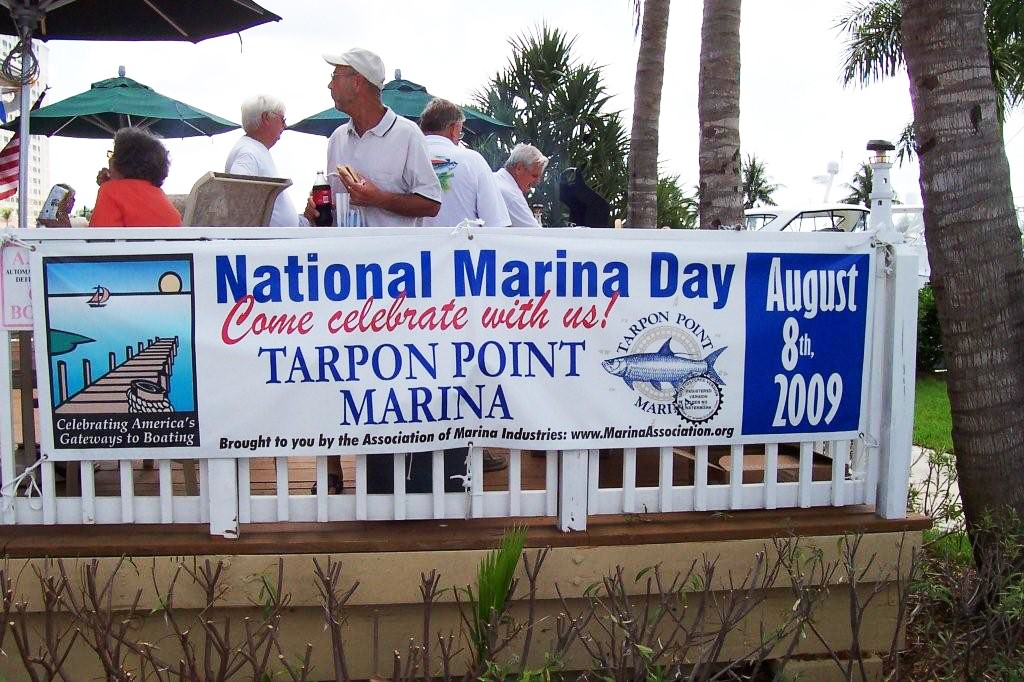 National Marina Day
Come celebrate with us!
TARPON POINT
MARINA
Brought to you by the Association of Marina Industries: www.MarinaAssociation.org
Celebrating America's
Gateways to Boating
TARPON POINT
MARINA
August
8th,
2009